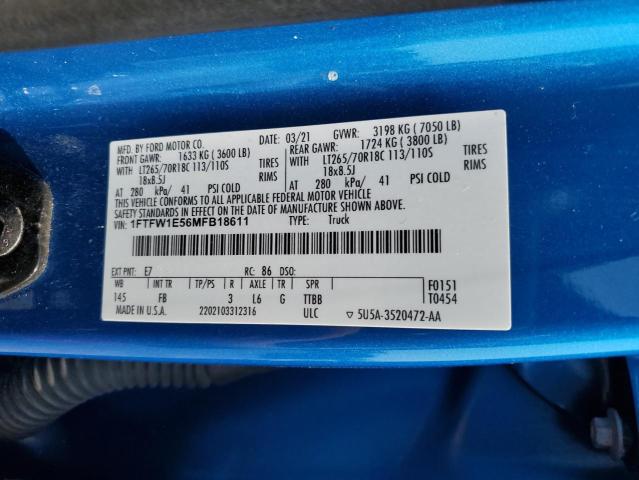 MFD. BY FORD MOTOR CO. DATE: 03/21 GVWR: 3198 KG ( 7050 LB)
FRONT GAWR: 1633 KG ( 3600 LB) REAR GAWR: 1724 KG ( 3800 LB)
WITH LT265/70R18C 113/110S TIRES WITH LT265/70R18C 113/110S TIRES
18x8.5J RIMS 18x8.5J RIMS
AT 280 kPa/ 41 PSI COLD AT 280 kPa/ 41 PSI COLD
THIS VEHICLE CONFORMS TO ALL APPLICABLE FEDERAL MOTOR VEHICLE
SAFETY, BUMPER, AND THEFT PREVENTION STANDARDS IN EFFECT ON THE DATE OF MANUFACTURE SHOWN ABOVE.
VIN: 1FTFW1E56MFB18611 TYPE: Truck
EXT PNT: E7 RC: 86 DSO:
WB INT TR TP/PS R AXLE TR SPR F0151
145 FB 3 L6 G TTBB T0454
MADE IN U.S.A. 2202103312316 ULC ▽ 5U5A-3520472-AA